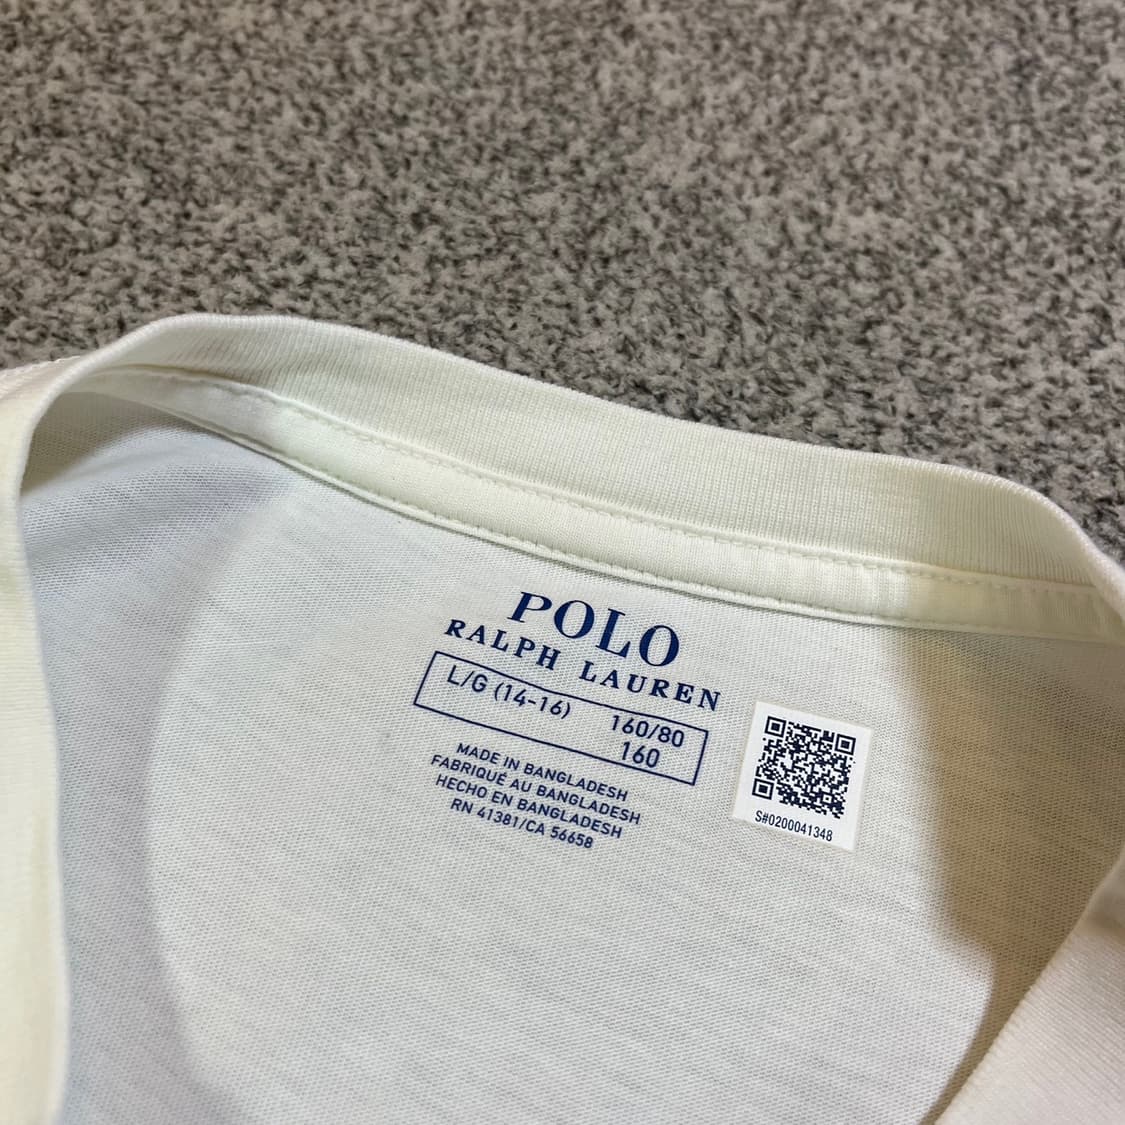 POLO
RALPH LAUREN
L/G (14-16) 160/80
160
MADE IN BANGLADESH
FABRIQUÉ AU BANGLADESH
HECHO EN BANGLADESH
RN 41381/CA 56658
S#0200041348